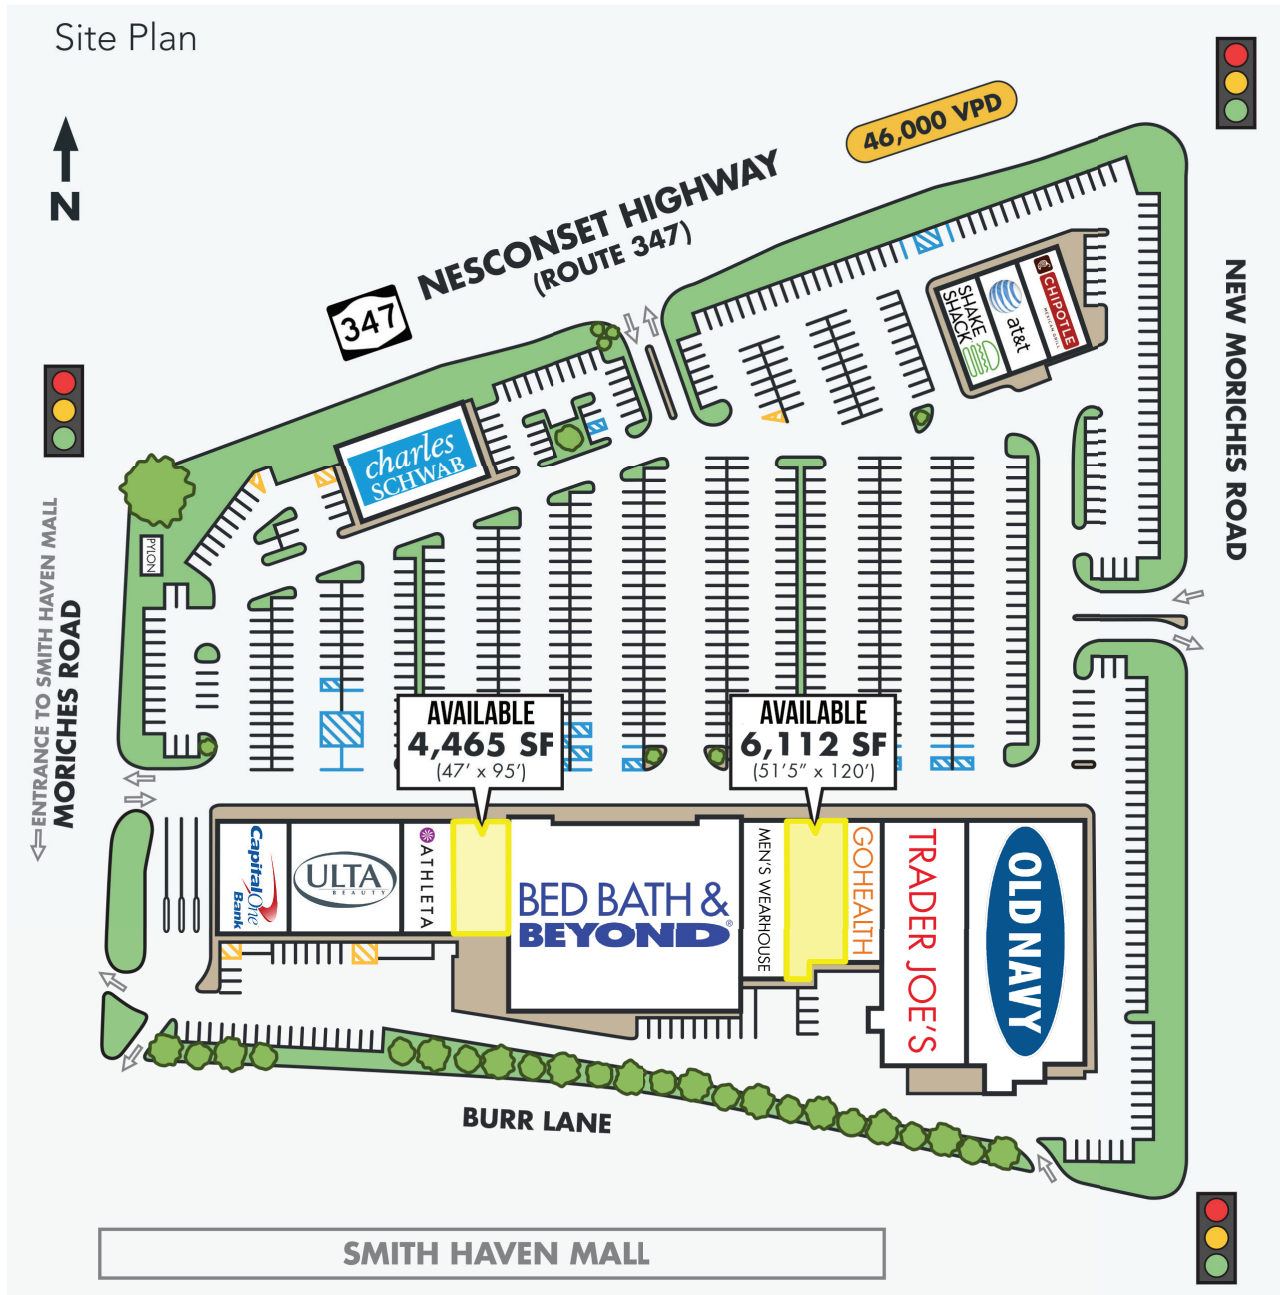 Site Plan
N
46,000 VPD
NESCONSET HIGHWAY
(ROUTE 347)
347
NEW MORICHES ROAD
SHAKE
SHACK
at&t
CHIPOTLE
MEXICAN GRILL
charles
SCHWAB
PYLON
ENTRANCE TO SMITH HAVEN MALL
MORICHES ROAD
AVAILABLE
4,465 SF
(47' x 95')
AVAILABLE
6,112 SF
(51'5" x 120')
CapitalOne
Bank
ULTA
BEAUTY
ATHLETA
BED BATH &
BEYOND®
MEN'S WEARHOUSE
GOHEALTH
TRADER JOE'S
OLD NAVY
BURR LANE
SMITH HAVEN MALL